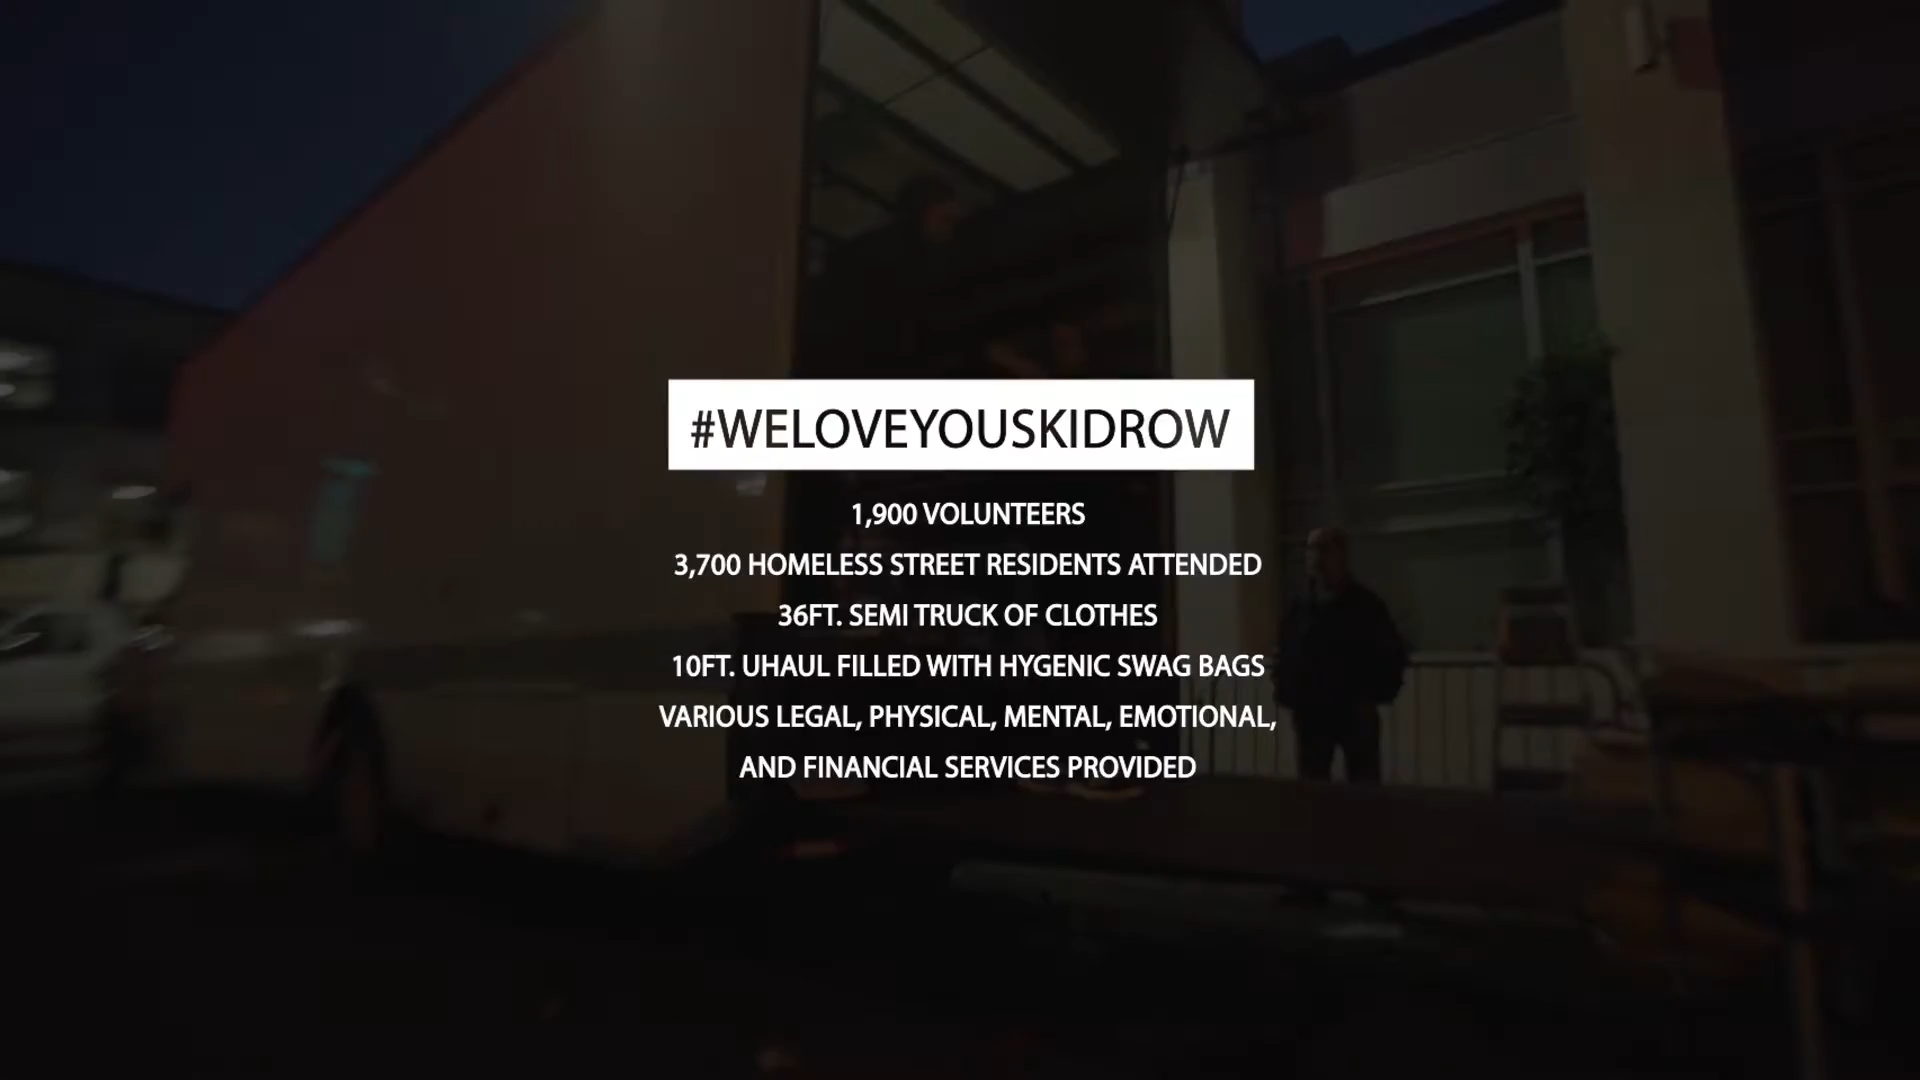 #WELOVEYOUSKIDROW
1,900 VOLUNTEERS
3,700 HOMELESS STREET RESIDENTS ATTENDED
36FT. SEMI TRUCK OF CLOTHES
10FT. UHAUL FILLED WITH HYGENIC SWAG BAGS
VARIOUS LEGAL, PHYSICAL, MENTAL, EMOTIONAL,
AND FINANCIAL SERVICES PROVIDED